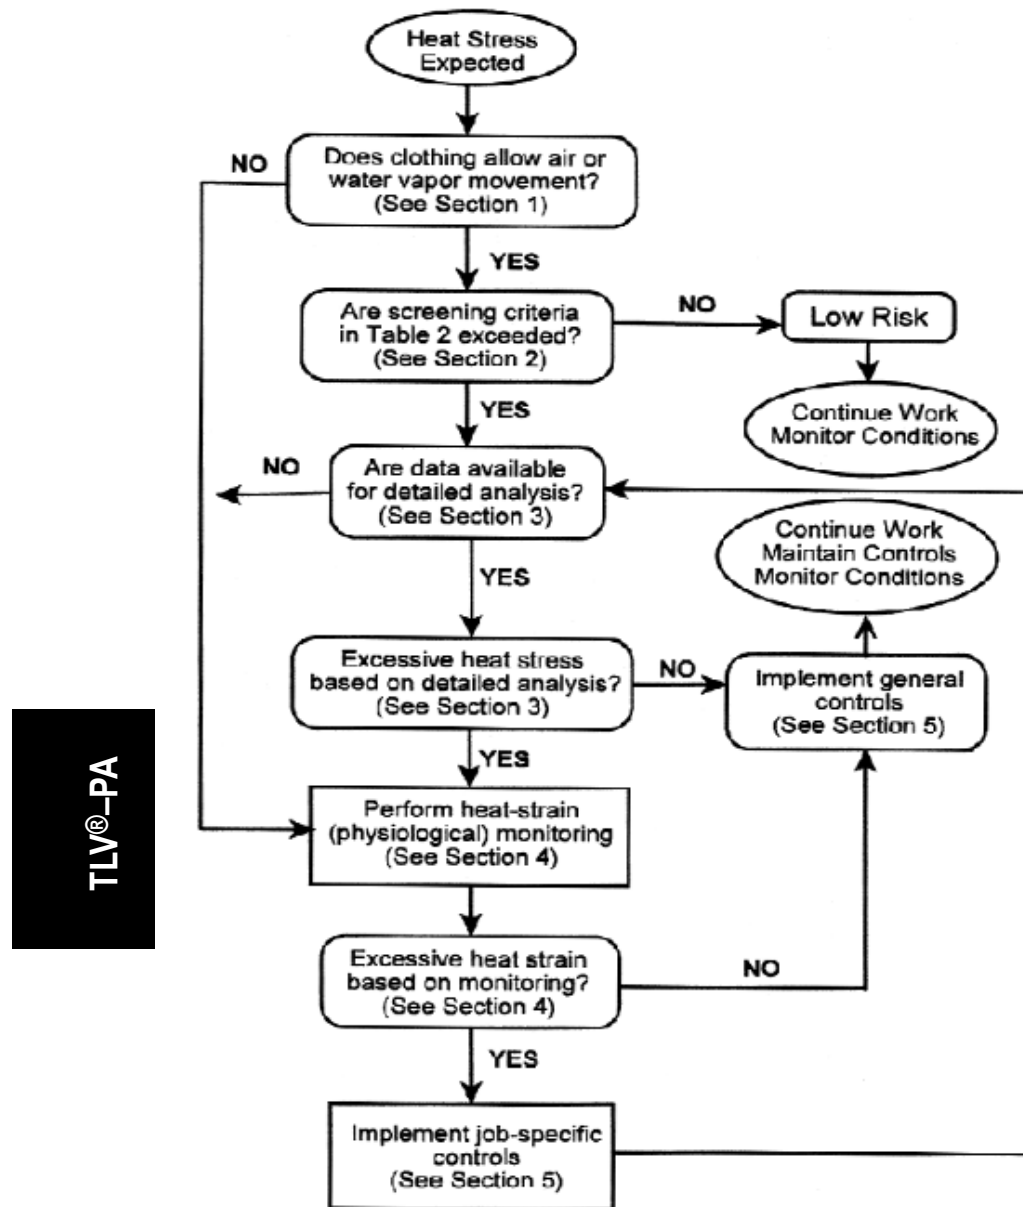 Heat Stress
Expected
NO
Does clothing allow air or
water vapor movement?
(See Section 1)
YES
Are screening criteria
in Table 2 exceeded?
(See Section 2)
NO
Low Risk
YES
Continue Work
Monitor Conditions
NO
Are data available
for detailed analysis?
(See Section 3)
Continue Work
Maintain Controls
Monitor Conditions
YES
Excessive heat stress
based on detailed analysis?
(See Section 3)
NO
Implement general
controls
(See Section 5)
YES
TLV®–PA
Perform heat-strain
(physiological) monitoring
(See Section 4)
Excessive heat strain
based on monitoring?
(See Section 4)
NO
YES
Implement job-specific
controls
(See Section 5)